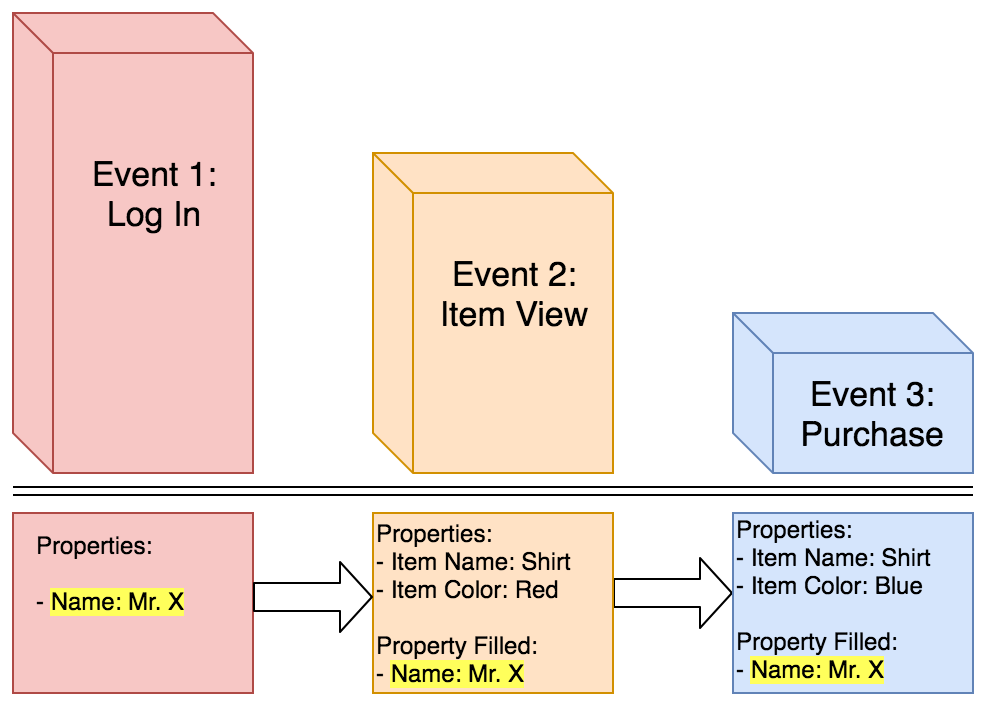 Event 1:
Log In
Event 2:
Item View
Event 3:
Purchase
Properties:
- Name: Mr. X
Properties:
- Item Name: Shirt
- Item Color: Red
Property Filled:
- Name: Mr. X
Properties:
- Item Name: Shirt
- Item Color: Blue
Property Filled:
- Name: Mr. X